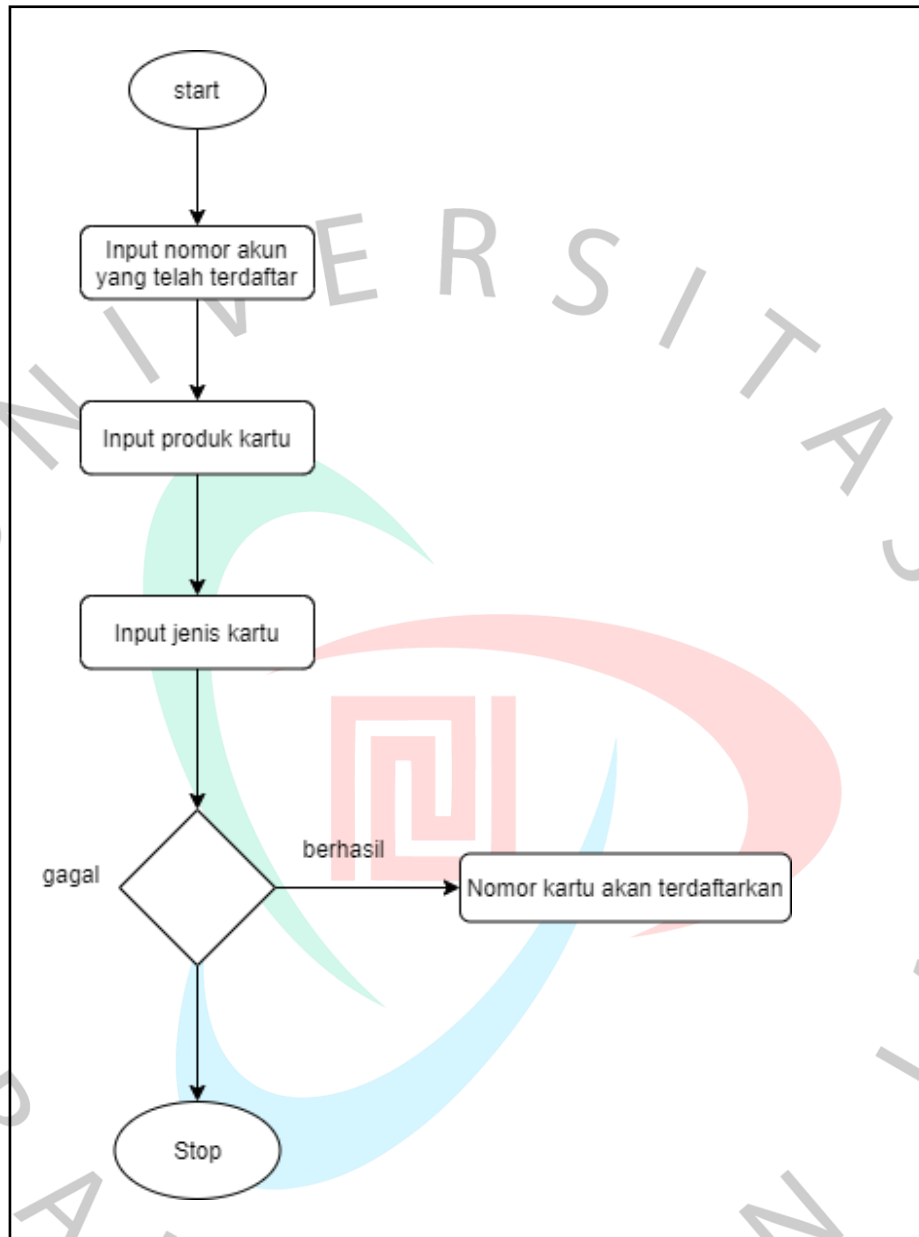 start
Input nomor akun
yang telah terdaftar
Input produk kartu
Input jenis kartu
gagal
berhasil
Nomor kartu akan terdaftarkan
Stop
UNIVERSITAS